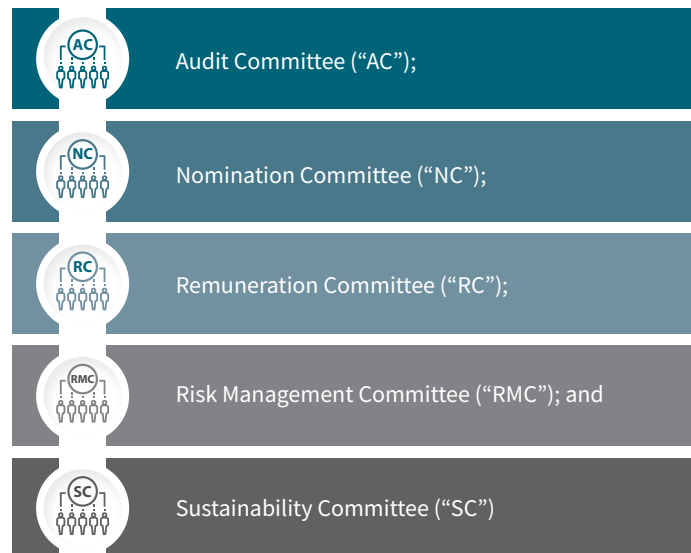 AC
Audit Committee (“AC”);
NC
Nomination Committee (“NC”);
RC
Remuneration Committee (“RC”);
RMC
Risk Management Committee (“RMC”); and
SC
Sustainability Committee (“SC”)